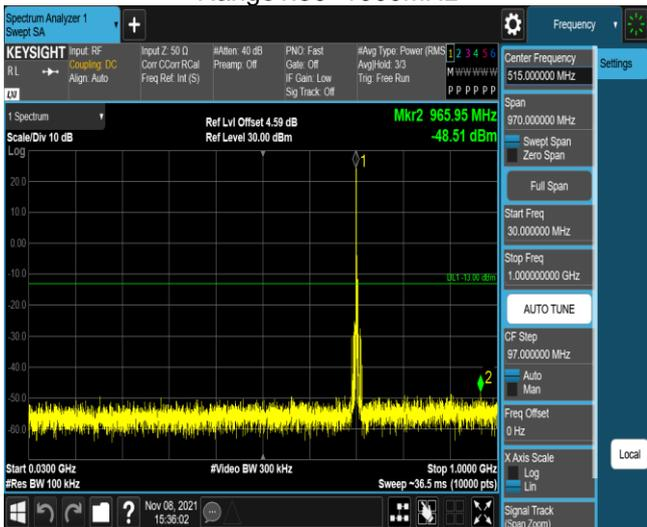 Spectrum Analyzer 1
Swept SA
+
Frequency
KEYSIGHT
RL
Input: RF
Coupling: DC
Align: Auto
Input Z: 50 Ω
Corr CCorr RCal
Freq Ref: Int (S)
#Atten: 40 dB
Preamp: Off
PNO: Fast
Gate: Off
IF Gain: Low
Sig Track: Off
#Avg Type: Power (RMS
Avg|Hold: 3/3
Trig: Free Run
1 2 3 4 5 6
M W W W W W
P P P P P P
LXI
1 Spectrum
Scale/Div 10 dB
Log
Ref Lvl Offset 4.59 dB
Ref Level 30.00 dBm
Mkr2 965.95 MHz
-48.51 dBm
1
20.0
10.0
0.00
-10.0
DL1 -13.00 dBm
-20.0
-30.0
-40.0
2
-50.0
-60.0
Start 0.0300 GHz
#Res BW 100 kHz
#Video BW 300 kHz
Stop 1.0000 GHz
Sweep ~36.5 ms (10000 pts)
?
Nov 08, 2021
15:36:02
Center Frequency
515.000000 MHz
Settings
Span
970.000000 MHz
Swept Span
Zero Span
Full Span
Start Freq
30.000000 MHz
Stop Freq
1.000000000 GHz
AUTO TUNE
CF Step
97.000000 MHz
Auto
Man
Freq Offset
0 Hz
X Axis Scale
Log
Lin
Local
Signal Track
(Span Zoom)